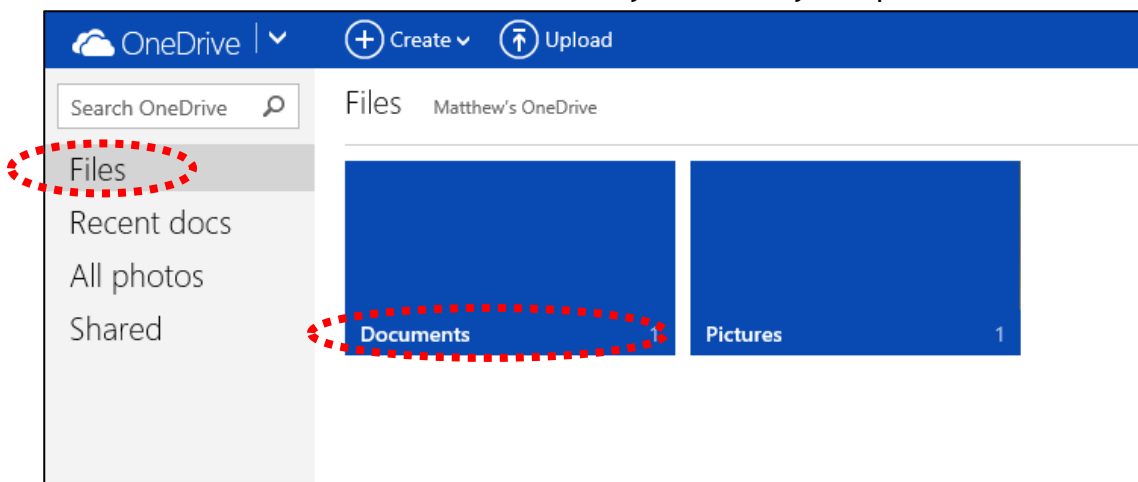 OneDrive
Create
Upload
Search OneDrive
Files Matthew's OneDrive
Files
Recent docs
All photos
Shared
Documents 1
Pictures 1